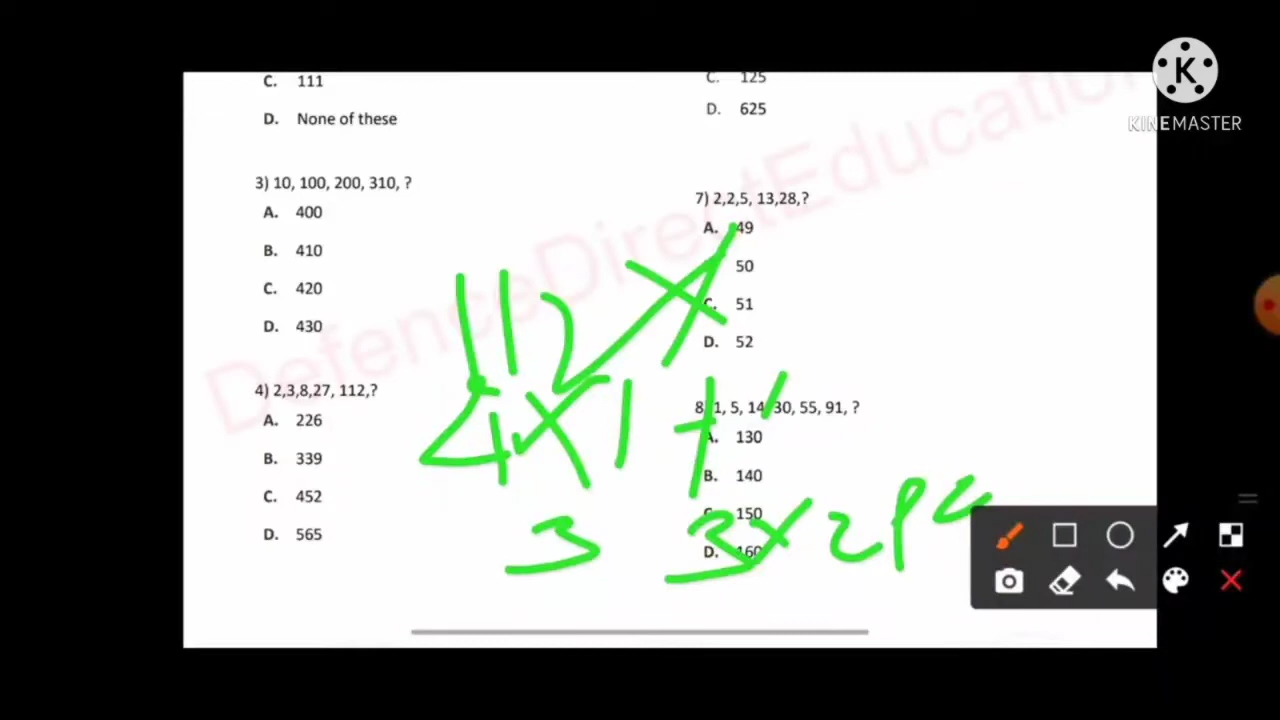 C. 111
D. None of these
3) 10, 100, 200, 310, ?
A. 400
B. 410
C. 420
D. 430
4) 2,3,8,27, 112,?
A. 226
B. 339
C. 452
D. 565
C. 125
D. 625
7) 2,2,5, 13,28,?
A. 49
50
C. 51
D. 52
8) 1, 5, 14, 30, 55, 91, ?
A. 130
B. 140
C. 150
D. 160
DefenceDirectEducation
K
KINEMASTER
112 x
4x1+1
3 3x2